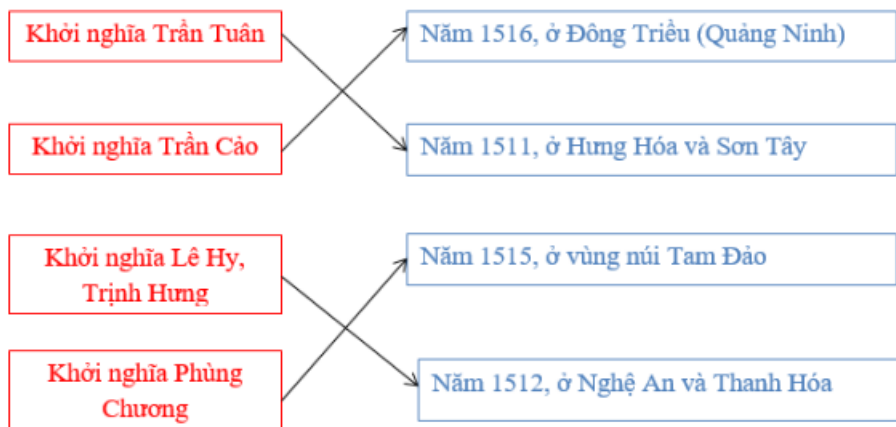 Khởi nghĩa Trần Tuân
Năm 1516, ở Đông Triều (Quảng Ninh)
Khởi nghĩa Trần Cảo
Năm 1511, ở Hưng Hóa và Sơn Tây
Khởi nghĩa Lê Hy,
Trịnh Hưng
Năm 1515, ở vùng núi Tam Đảo
Khởi nghĩa Phùng
Chương
Năm 1512, ở Nghệ An và Thanh Hóa